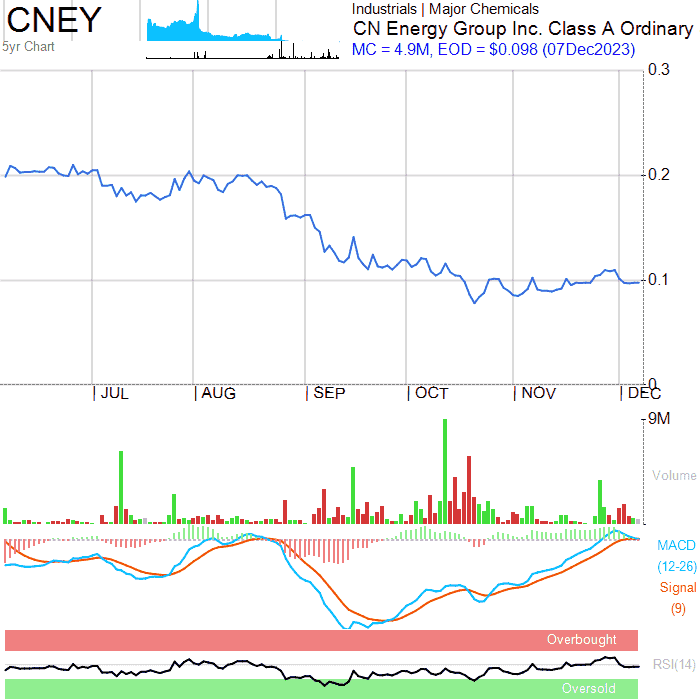 CNEY
5yr Chart
Industrials | Major Chemicals
CN Energy Group Inc. Class A Ordinary
MC = 4.9M, EOD = $0.098 (07Dec2023)
0.3
0.2
0.1
0
JUL AUG SEP OCT NOV DEC
9M
Volume
MACD
(12-26)
Signal
(9)
Overbought
RSI(14)
Oversold